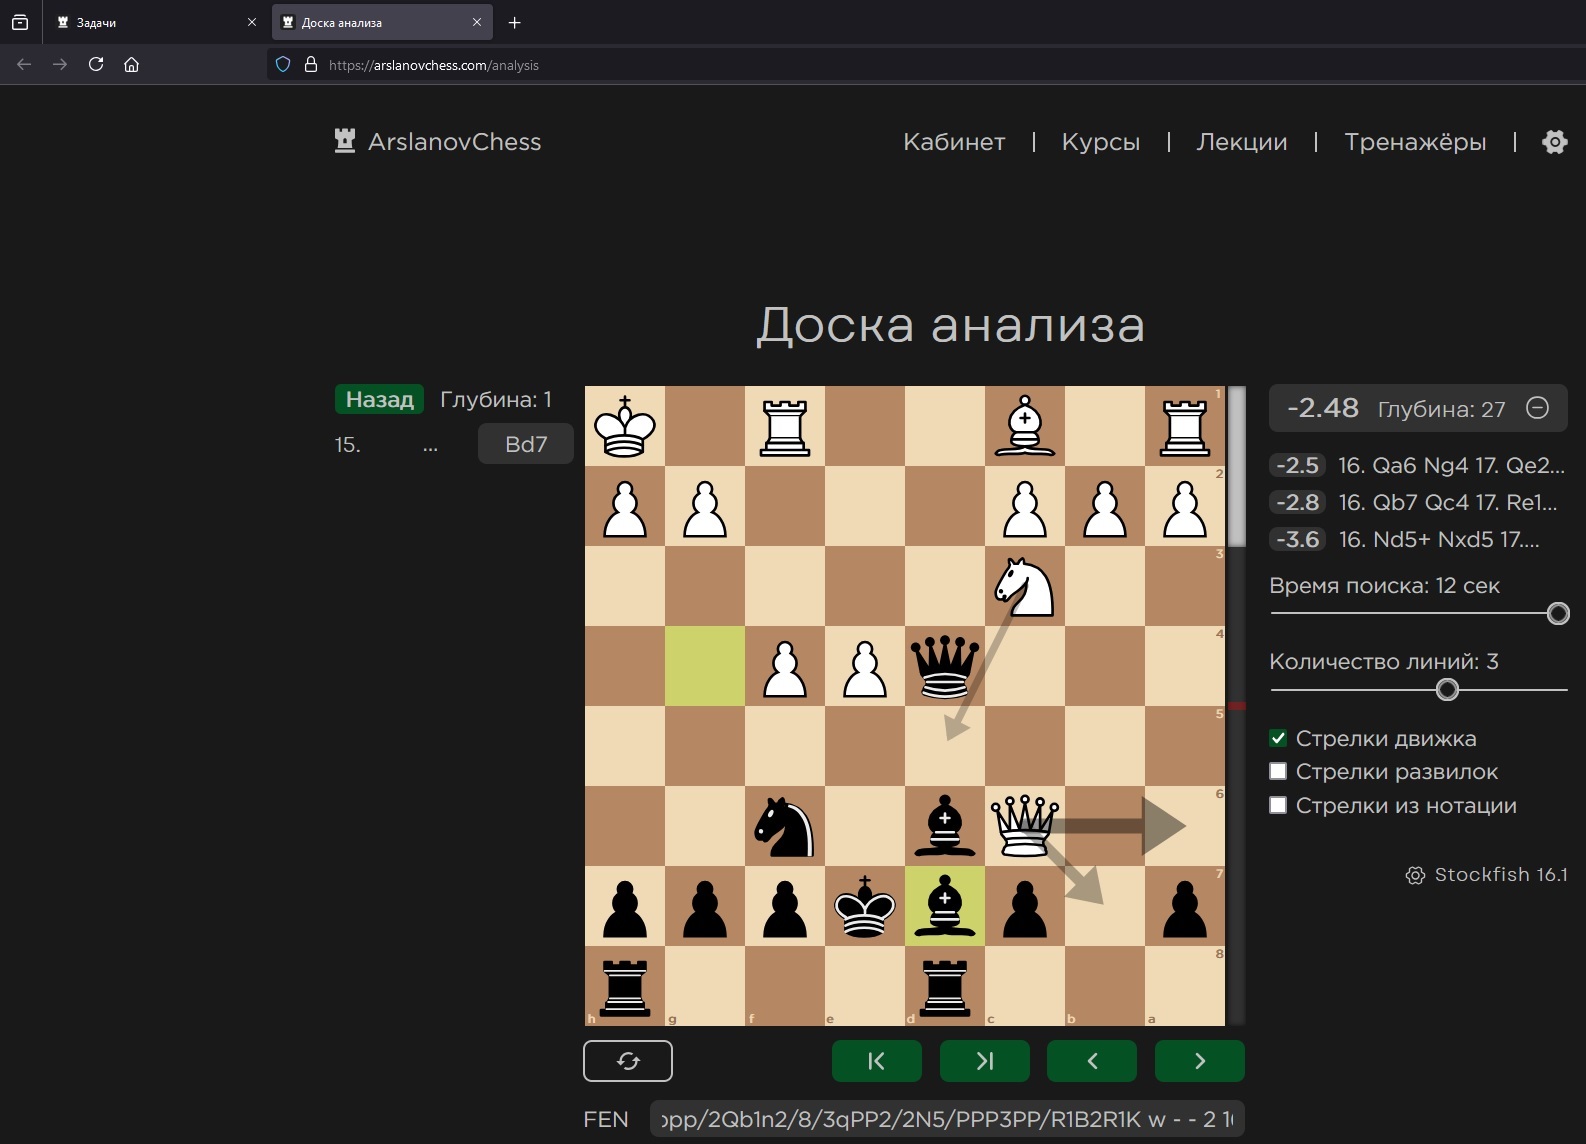 Задачи
Доска анализа
https://arslanovchess.com/analysis
ArslanovChess
Кабинет | Курсы | Лекции | Тренажёры |
Доска анализа
Назад Глубина: 1
15. ... Bd7
1
2
3
4
5
6
7
8
h g f e d c b a
-2.48 Глубина: 27
-2.5 16. Qa6 Ng4 17. Qe2...
-2.8 16. Qb7 Qc4 17. Re1...
-3.6 16. Nd5+ Nxd5 17....
Время поиска: 12 сек
Количество линий: 3
Стрелки движка
Стрелки развилок
Стрелки из нотации
Stockfish 16.1
FEN ppp/2Qb1n2/8/3qPP2/2N5/PPP3PP/R1B2R1K w - - 2 1